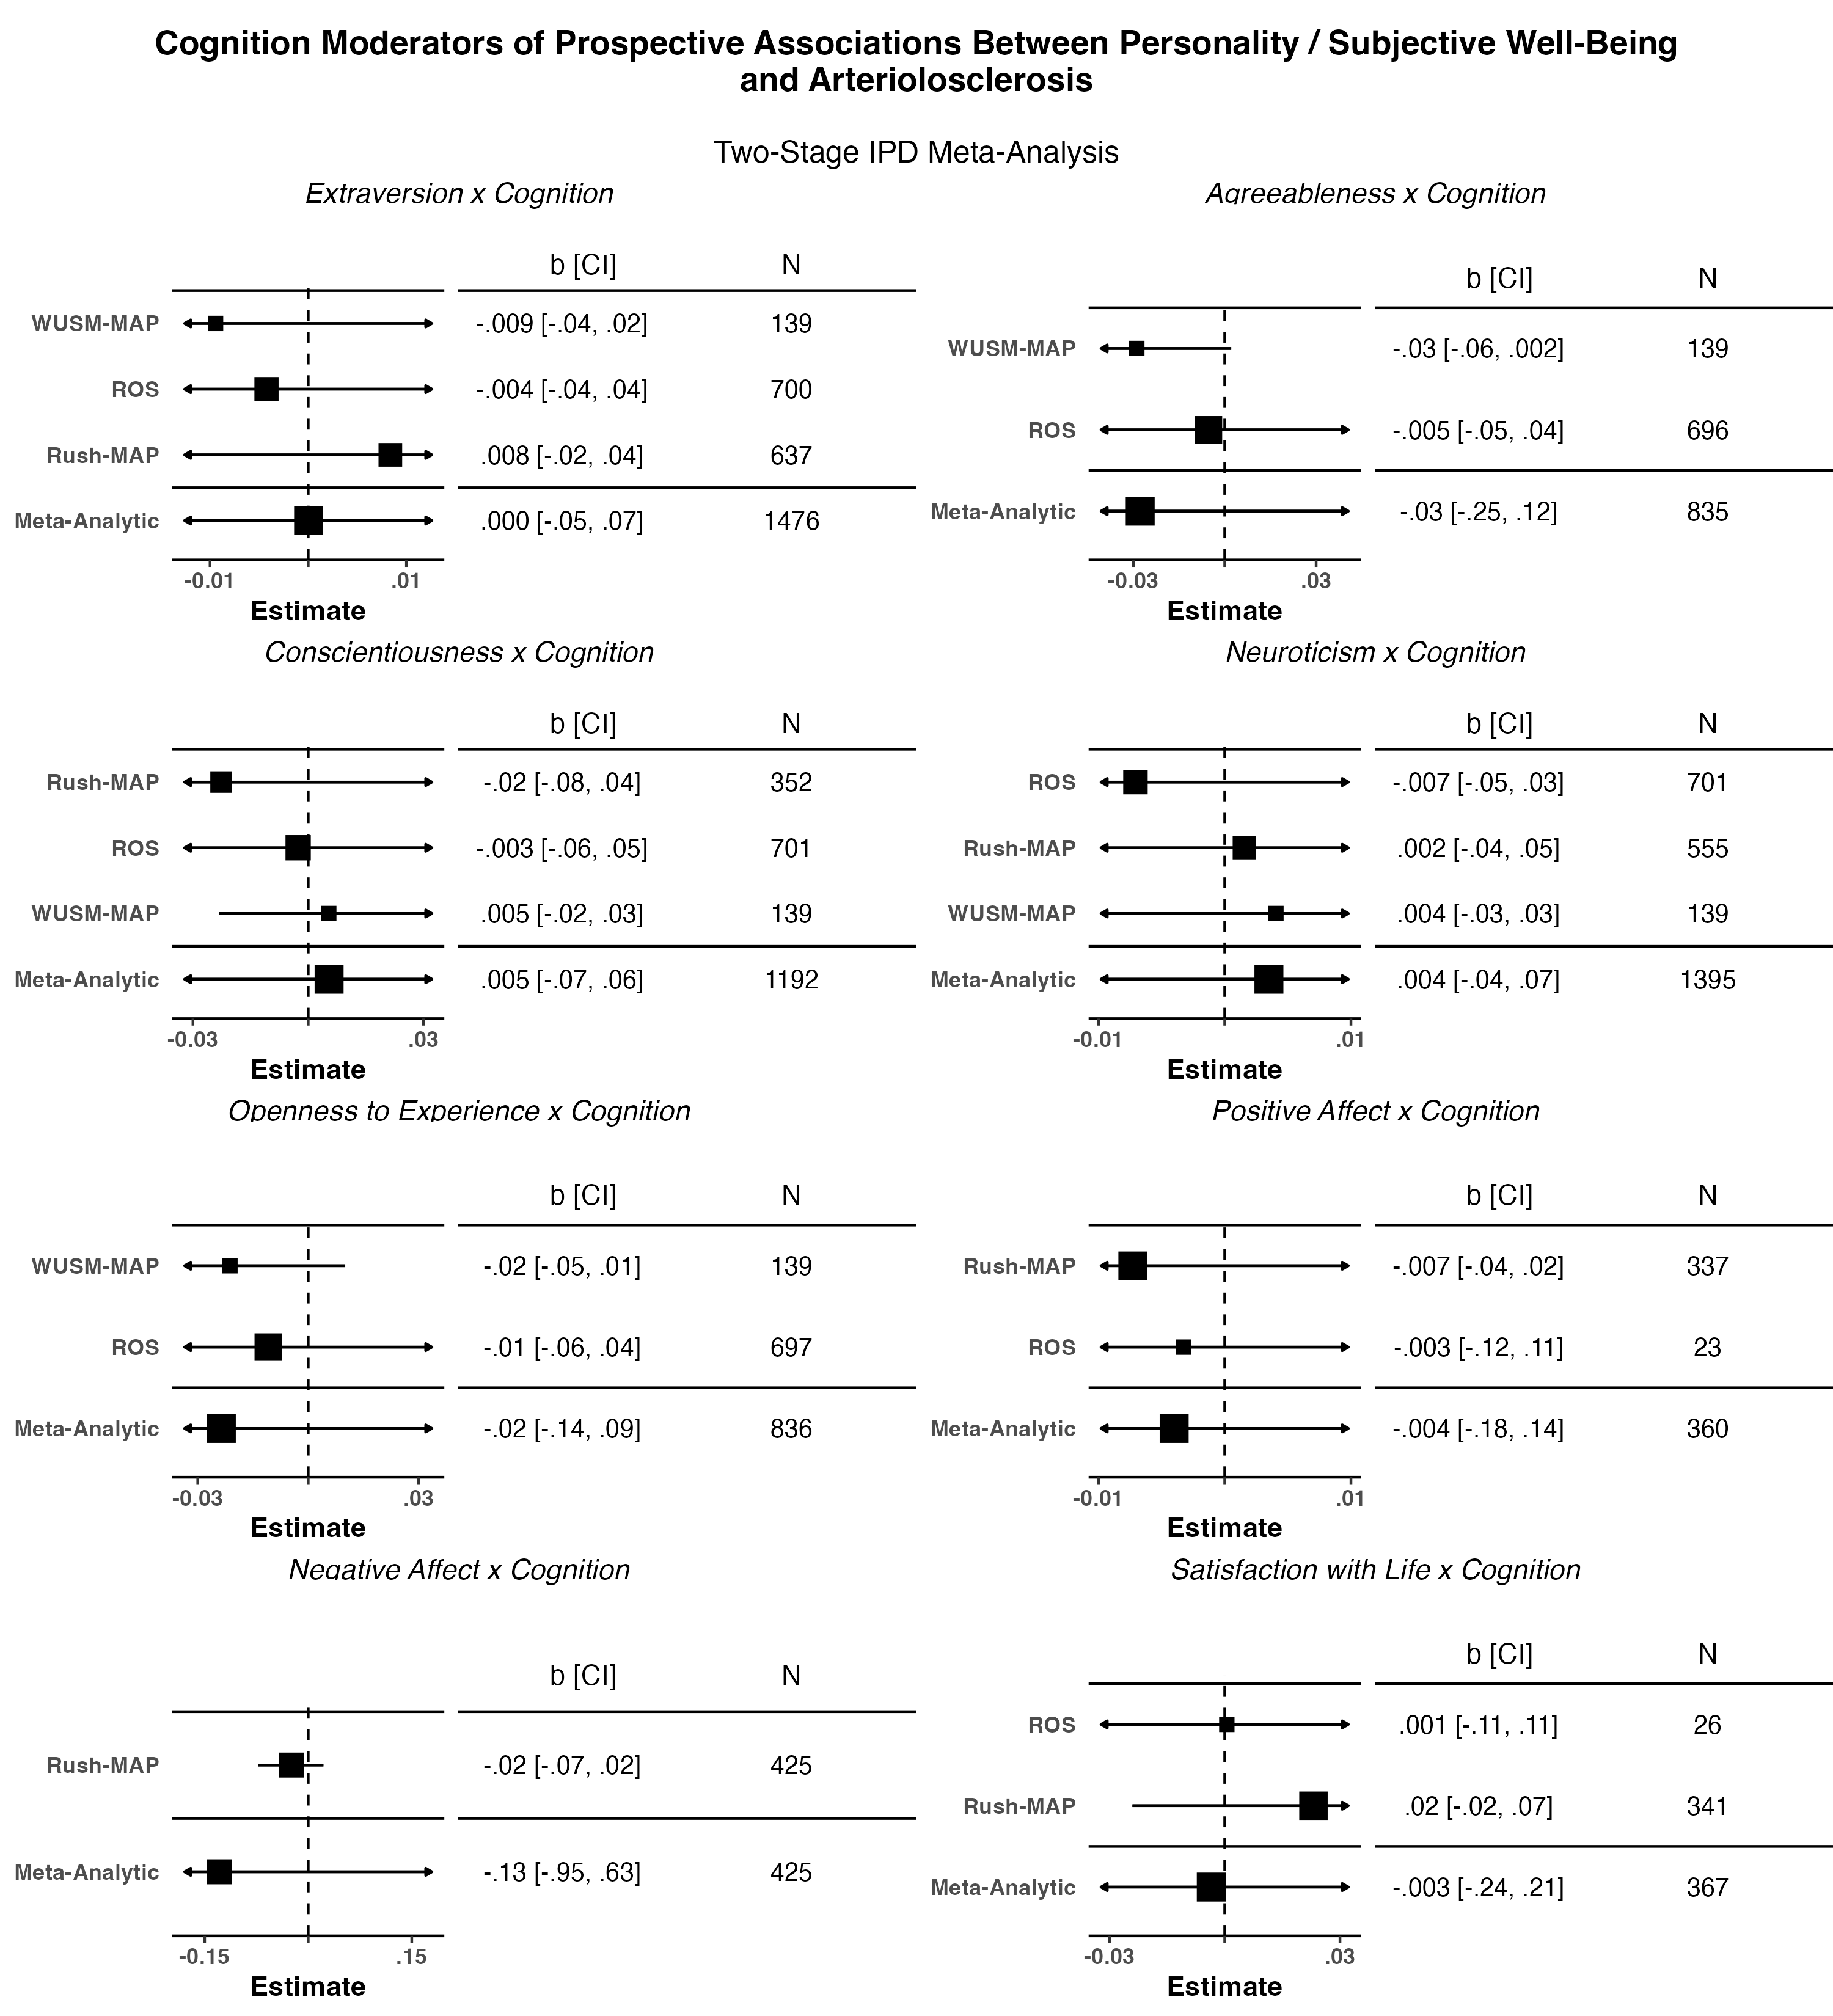 Cognition Moderators of Prospective Associations Between Personality / Subjective Well-Being
and Arteriolosclerosis
Two-Stage IPD Meta-Analysis
Extraversion x Cognition
b [CI] N
WUSM-MAP -.009 [-.04, .02] 139
ROS -.004 [-.04, .04] 700
Rush-MAP .008 [-.02, .04] 637
Meta-Analytic .000 [-.05, .07] 1476
-0.01 .01
Estimate
Agreeableness x Cognition
b [CI] N
WUSM-MAP -.03 [-.06, .002] 139
ROS -.005 [-.05, .04] 696
Meta-Analytic -.03 [-.25, .12] 835
-0.03 .03
Estimate
Conscientiousness x Cognition
b [CI] N
Rush-MAP -.02 [-.08, .04] 352
ROS -.003 [-.06, .05] 701
WUSM-MAP .005 [-.02, .03] 139
Meta-Analytic .005 [-.07, .06] 1192
-0.03 .03
Estimate
Neuroticism x Cognition
b [CI] N
ROS -.007 [-.05, .03] 701
Rush-MAP .002 [-.04, .05] 555
WUSM-MAP .004 [-.03, .03] 139
Meta-Analytic .004 [-.04, .07] 1395
-0.01 .01
Estimate
Openness to Experience x Cognition
b [CI] N
WUSM-MAP -.02 [-.05, .01] 139
ROS -.01 [-.06, .04] 697
Meta-Analytic -.02 [-.14, .09] 836
-0.03 .03
Estimate
Positive Affect x Cognition
b [CI] N
Rush-MAP -.007 [-.04, .02] 337
ROS -.003 [-.12, .11] 23
Meta-Analytic -.004 [-.18, .14] 360
-0.01 .01
Estimate
Negative Affect x Cognition
b [CI] N
Rush-MAP -.02 [-.07, .02] 425
Meta-Analytic -.13 [-.95, .63] 425
-0.15 .15
Estimate
Satisfaction with Life x Cognition
b [CI] N
ROS .001 [-.11, .11] 26
Rush-MAP .02 [-.02, .07] 341
Meta-Analytic -.003 [-.24, .21] 367
-0.03 .03
Estimate